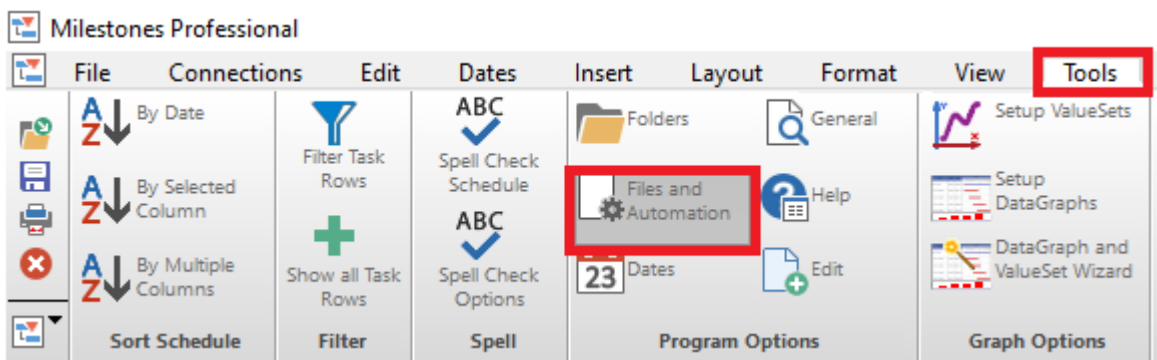 Milestones Professional
File Connections Edit Dates Insert Layout Format View Tools
By Date
By Selected
Column
By Multiple
Columns
Sort Schedule
Filter Task
Rows
Show all Task
Rows
Filter
ABC
Spell Check
Schedule
ABC
Spell Check
Options
Spell
Folders
Files and
Automation
23 Dates
General
Help
Edit
Program Options
Setup ValueSets
Setup
DataGraphs
DataGraph and
ValueSet Wizard
Graph Options